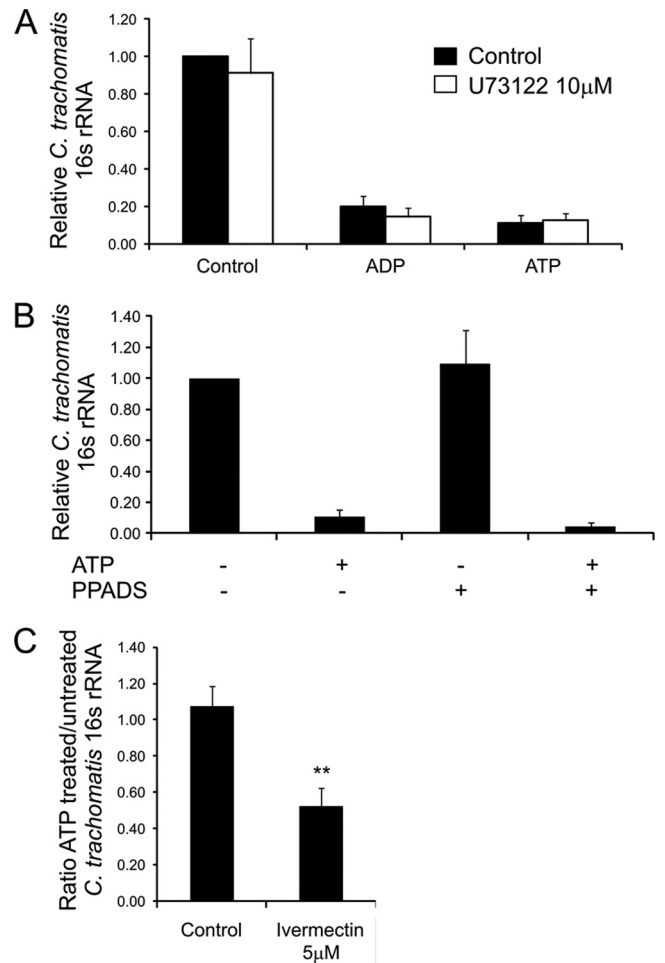 A
Relative C. trachomatis
16s rRNA
1.20
1.00
0.80
0.60
0.40
0.20
0.00
Control
U73122 10μM
Control ADP ATP
B
Relative C. trachomatis
16s rRNA
1.40
1.20
1.00
0.80
0.60
0.40
0.20
0.00
ATP - + - +
PPADS - - + +
C
Ratio ATP treated/untreated
C. trachomatis 16s rRNA
1.40
1.20
1.00
0.80
0.60
0.40
0.20
0.00
**
Control Ivermectin
5μM